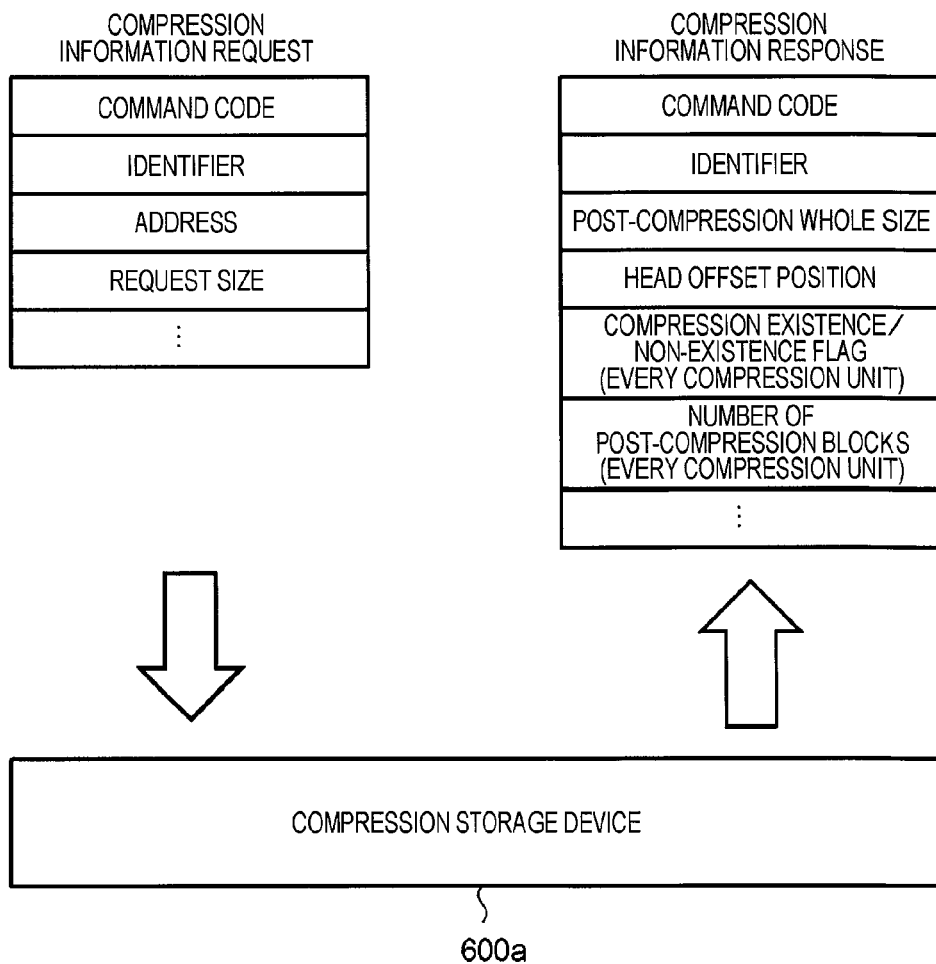 COMPRESSION
INFORMATION REQUEST
COMMAND CODE
IDENTIFIER
ADDRESS
REQUEST SIZE
⋮
COMPRESSION
INFORMATION RESPONSE
COMMAND CODE
IDENTIFIER
POST-COMPRESSION WHOLE SIZE
HEAD OFFSET POSITION
COMPRESSION EXISTENCE/
NON-EXISTENCE FLAG
(EVERY COMPRESSION UNIT)
NUMBER OF
POST-COMPRESSION BLOCKS
(EVERY COMPRESSION UNIT)
⋮
COMPRESSION STORAGE DEVICE
600a